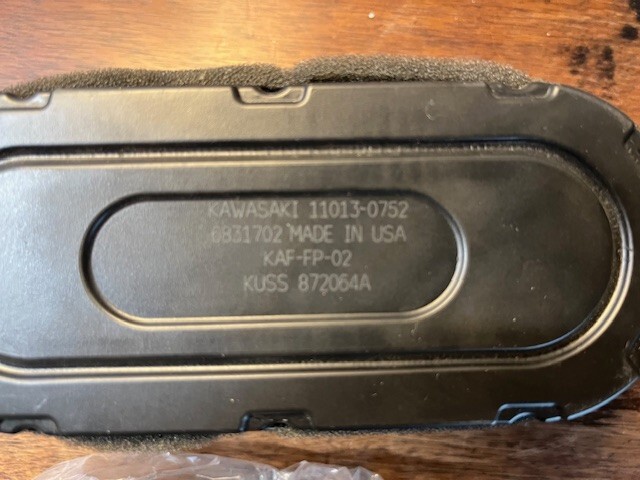 KAWASAKI 11013-0752
6831702 MADE IN USA
KAF-FP-02
KUSS 872064A